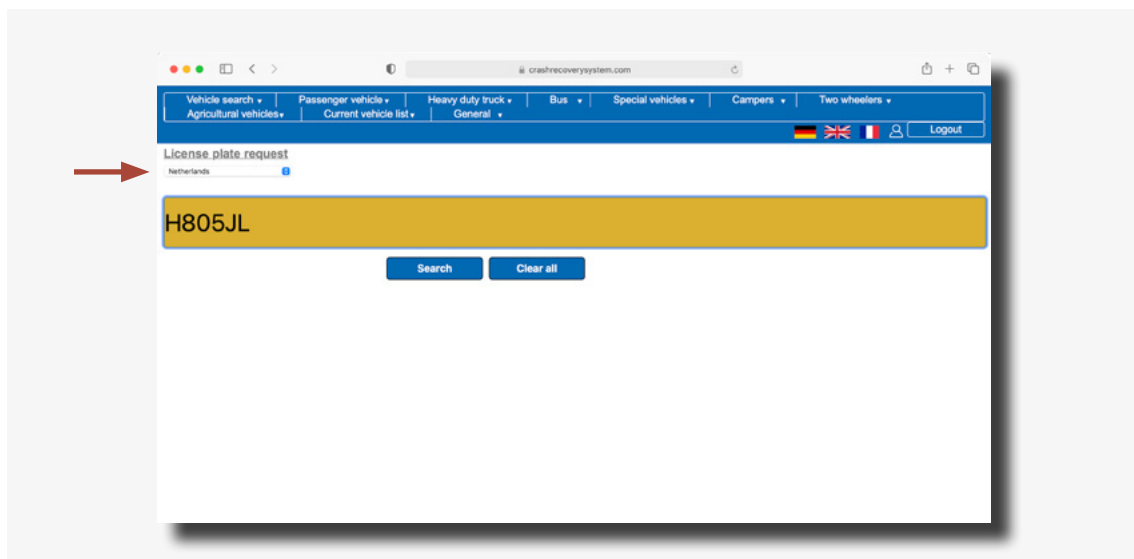 crashrecoverysystem.com
Vehicle search Passenger vehicle Heavy duty truck Bus Special vehicles Campers Two wheelers
Agricultural vehicles Current vehicle list General
Logout
License plate request
Netherlands
H805JL
Search Clear all